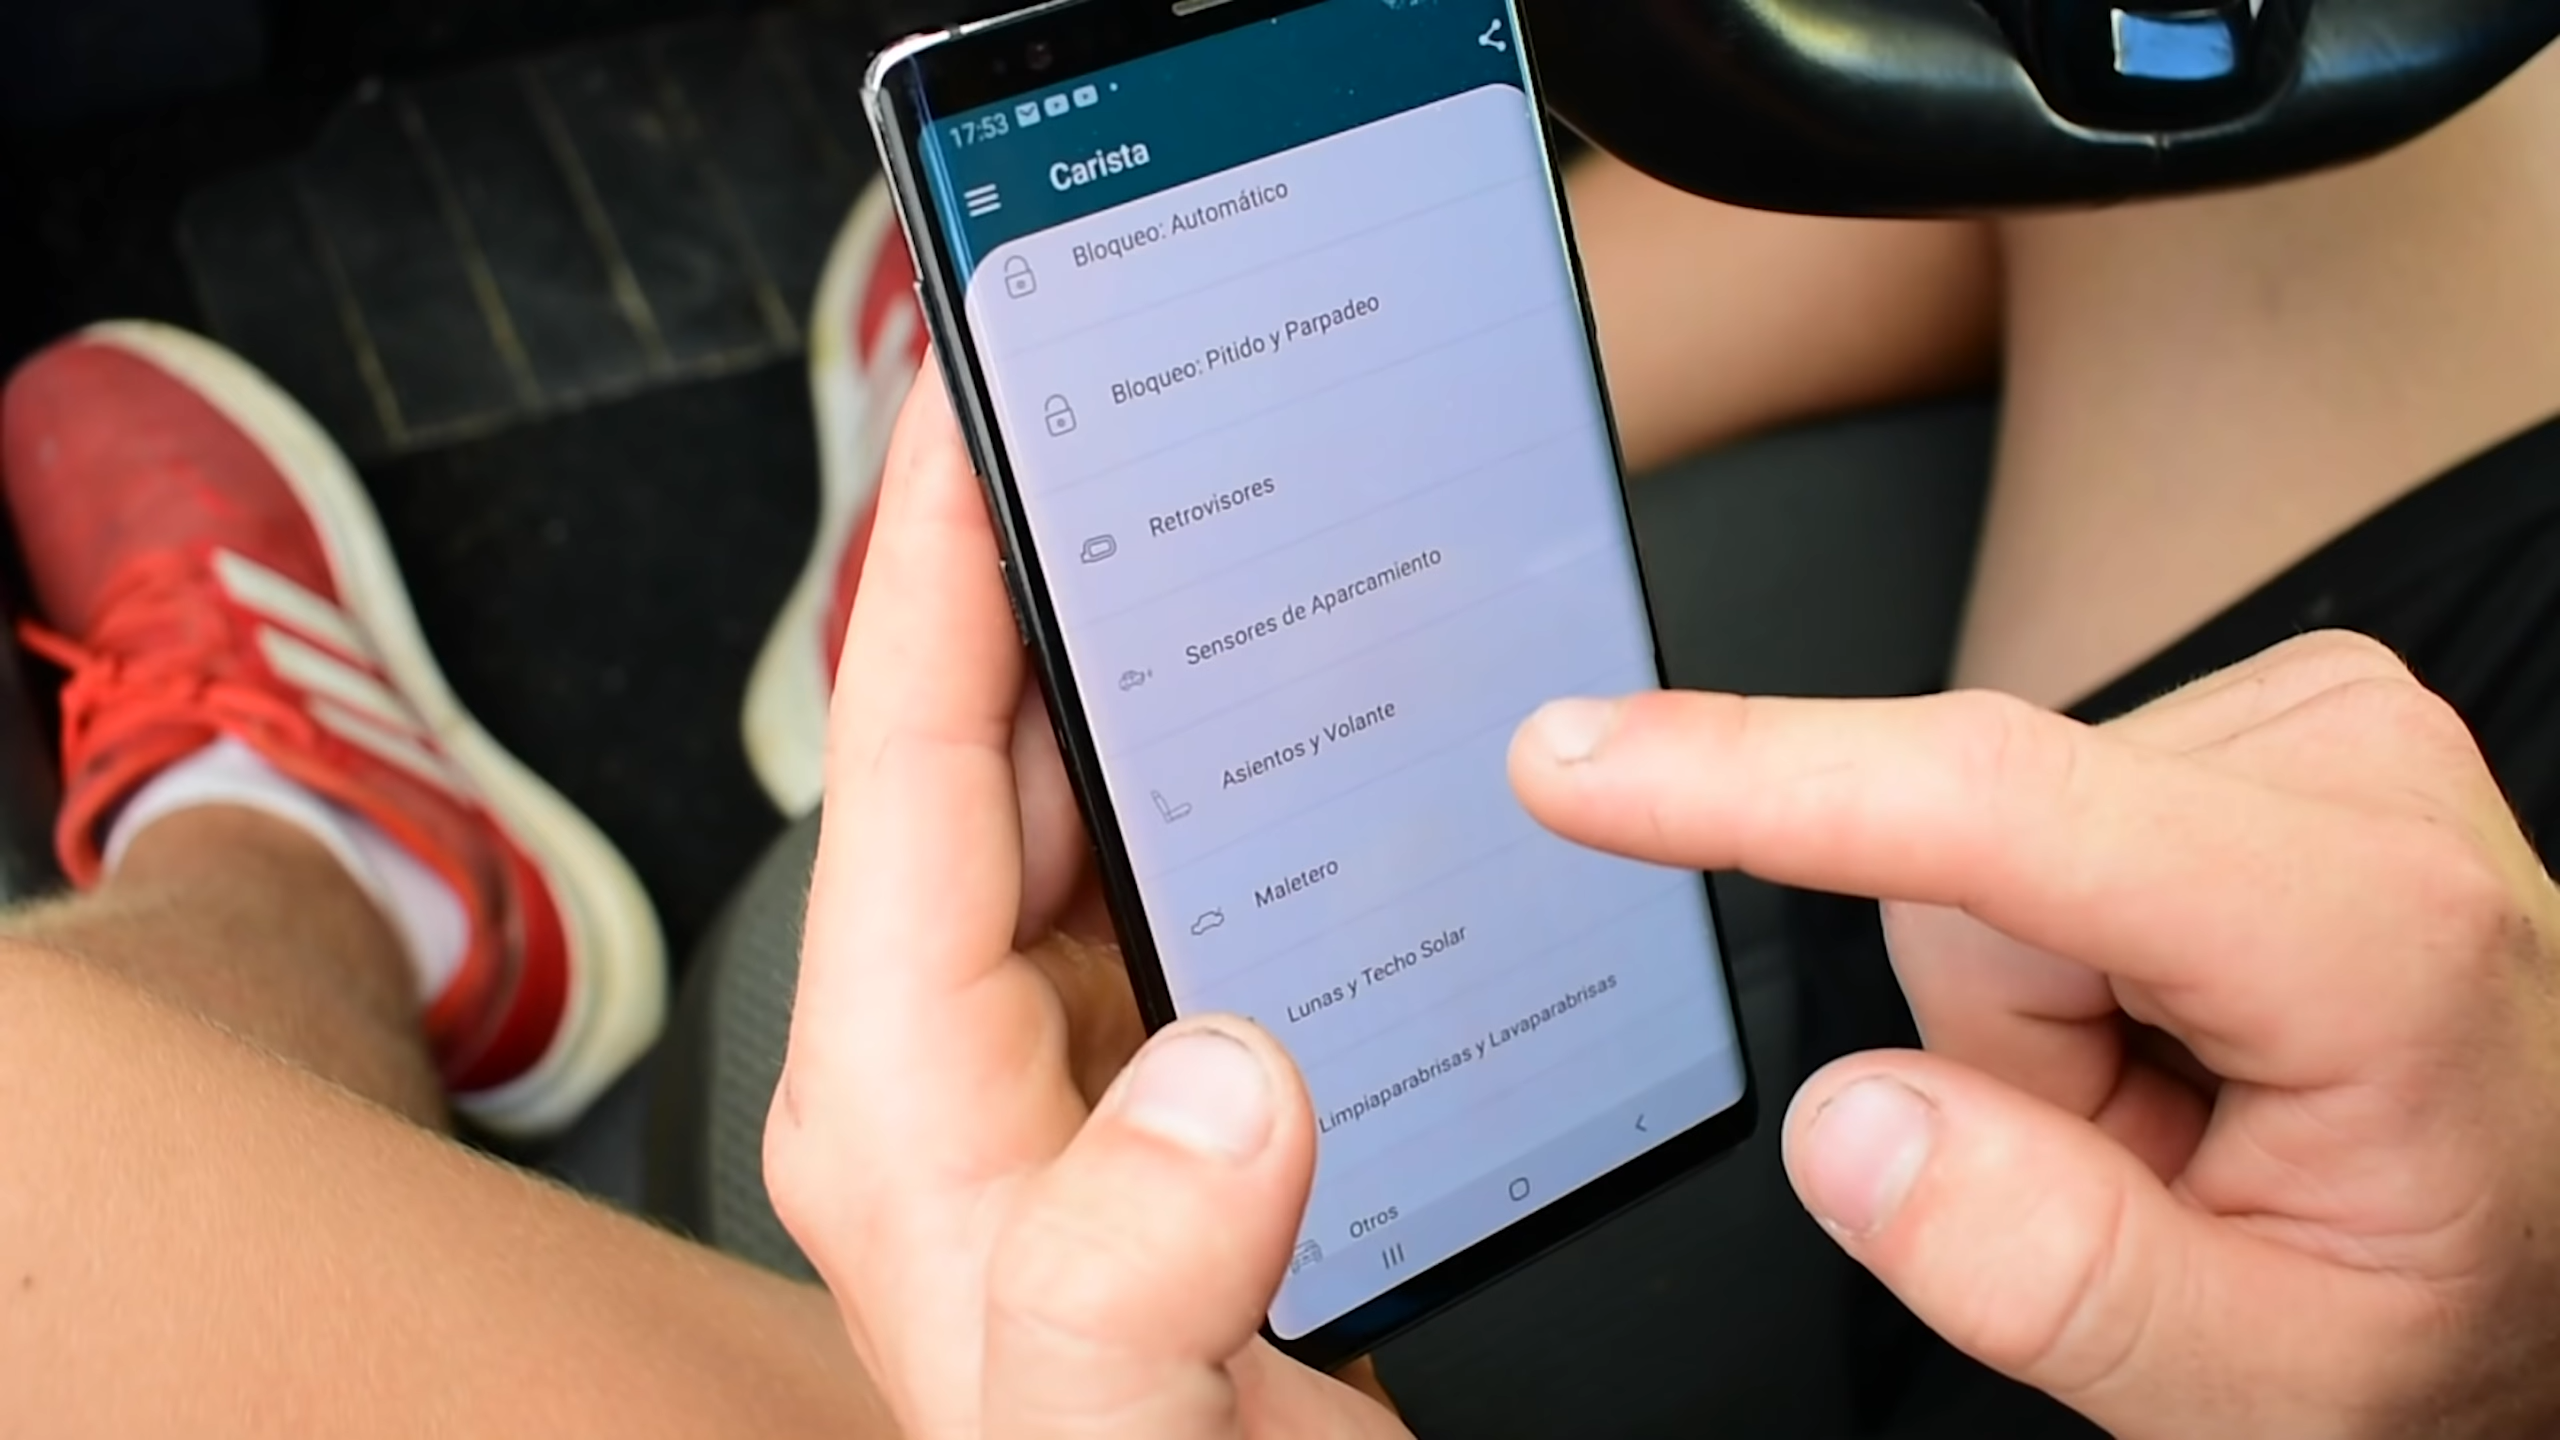 17:53
Carista
Bloqueo: Automático
Bloqueo: Pitido y Parpadeo
Retrovisores
Sensores de Aparcamiento
Asientos y Volante
Maletero
Lunas y Techo Solar
Limpiaparabrisas y Lavaparabrisas
Otros